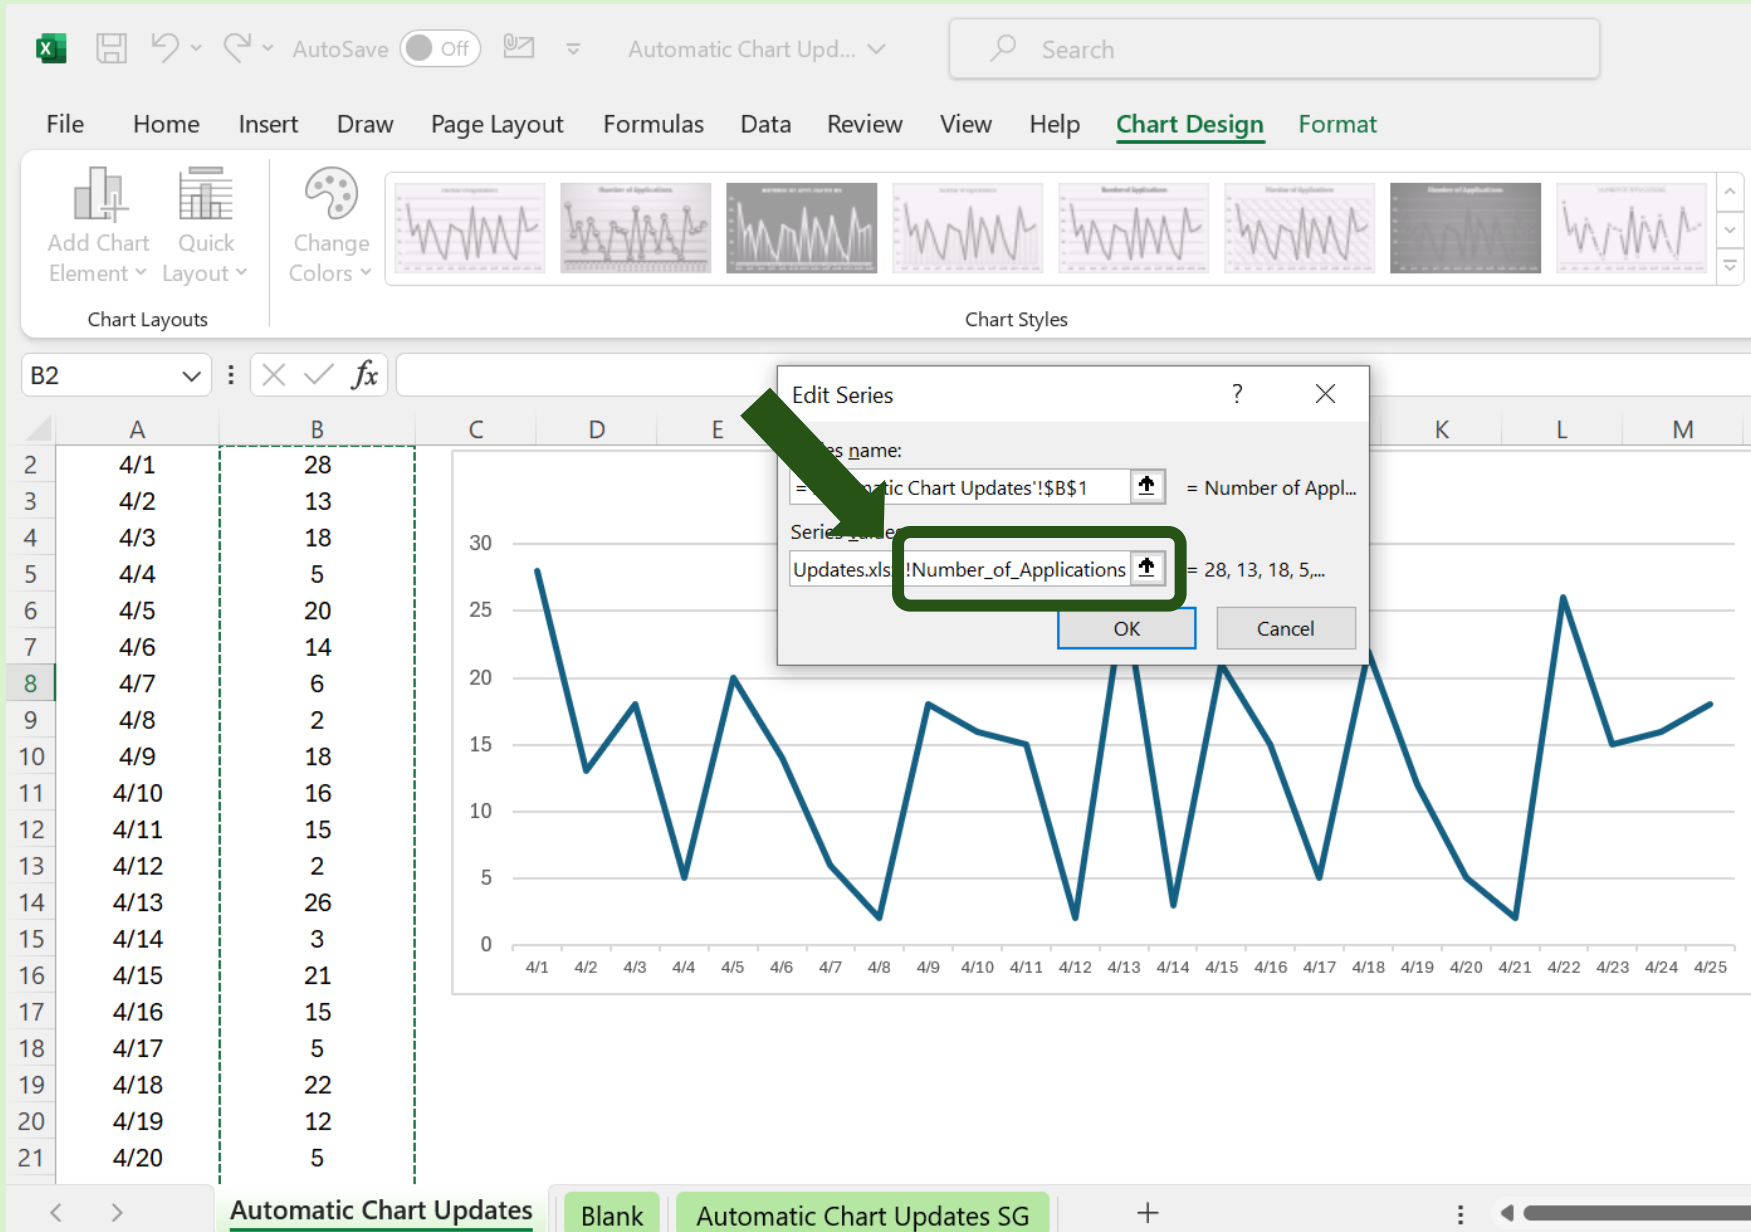 AutoSave Off Automatic Chart Upd... Search
File Home Insert Draw Page Layout Formulas Data Review View Help Chart Design Format
Add Chart Element
Quick Layout
Change Colors
Chart Layouts
Chart Styles
B2 fx
Edit Series ?
name:
Chart Updates'!$B$1 = Number of Appl...
Series
!Number_of_Applications = 28, 13, 18, 5,...
OK Cancel
A B C D E K L M
2 4/1 28
3 4/2 13
4 4/3 18
5 4/4 5
6 4/5 20
7 4/6 14
8 4/7 6
9 4/8 2
10 4/9 18
11 4/10 16
12 4/11 15
13 4/12 2
14 4/13 26
15 4/14 3
16 4/15 21
17 4/16 15
18 4/17 5
19 4/18 22
20 4/19 12
21 4/20 5
30
25
20
15
10
5
0
4/1 4/2 4/3 4/4 4/5 4/6 4/7 4/8 4/9 4/10 4/11 4/12 4/13 4/14 4/15 4/16 4/17 4/18 4/19 4/20 4/21 4/22 4/23 4/24 4/25
Automatic Chart Updates Blank Automatic Chart Updates SG